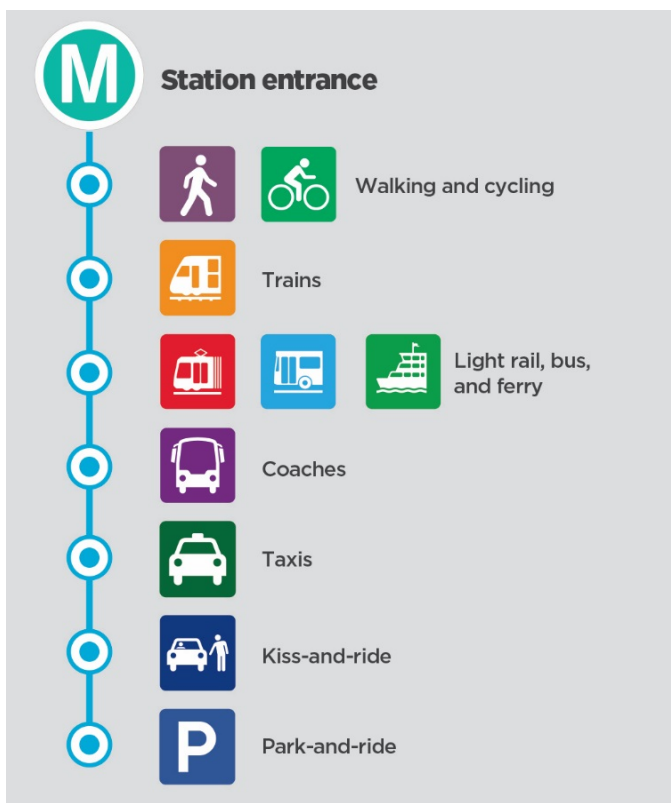 M
Station entrance
Walking and cycling
Trains
Light rail, bus,
and ferry
Coaches
Taxis
Kiss-and-ride
P
Park-and-ride